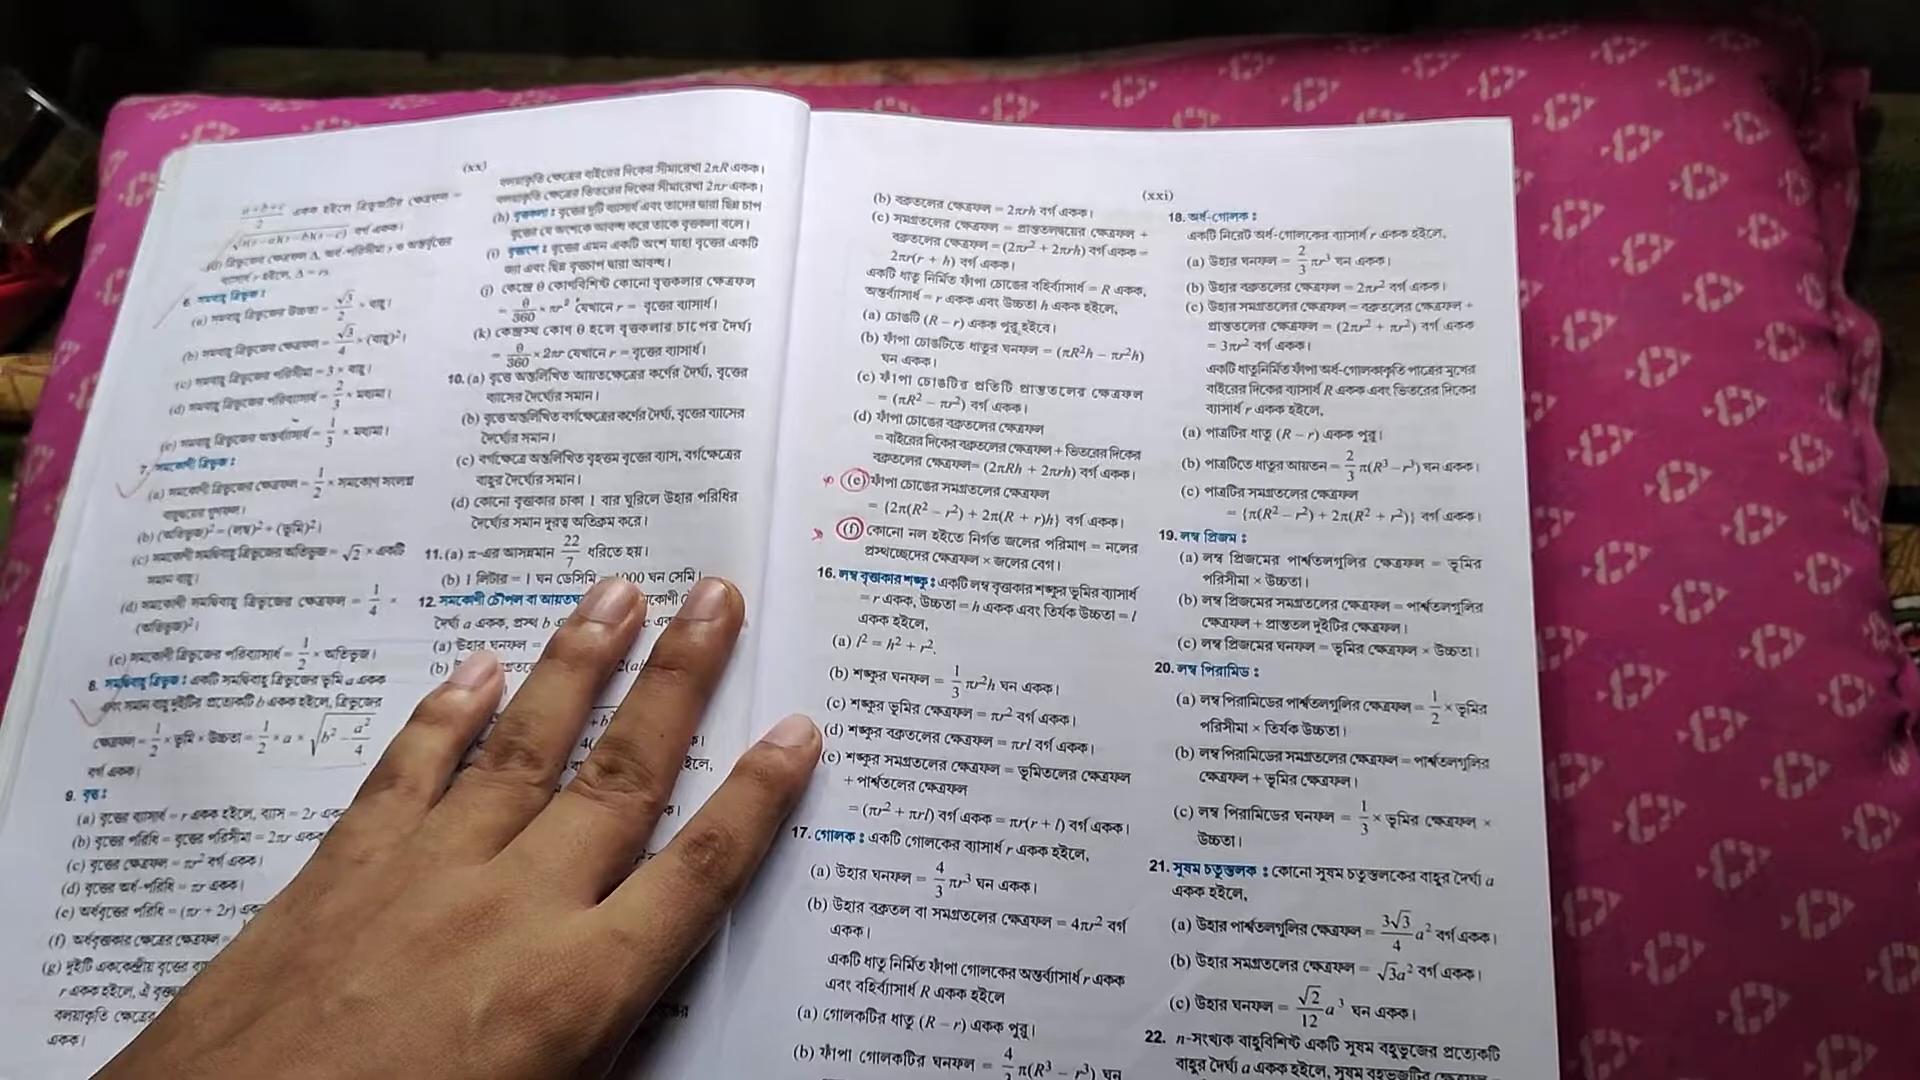 (xx)
একক হইলে ত্রিভুজটির ক্ষেত্রফল =
বর্গ একক।
6. সমবাহু ত্রিভুজ :
(a) সমবাহু ত্রিভুজের উচ্চতা = √3/2 × বাহু।
(b) সমবাহু ত্রিভুজের ক্ষেত্রফল = √3/4 × (বাহু)²।
(c) সমবাহু ত্রিভুজের পরিসীমা = 3 × বাহু।
(d) সমবাহু ত্রিভুজের পরিব্যাসার্ধ = 2/3 × মধ্যমা।
(e) সমবাহু ত্রিভুজের অন্তর্ব্যাসার্ধ = 1/3 × মধ্যমা।
7. সমকোণী ত্রিভুজ :
(a) সমকোণী ত্রিভুজের ক্ষেত্রফল = 1/2 × সমকোণ সংলগ্ন
বাহুদ্বয়ের গুণফল।
(b) (অতিভুজ)² = (লম্ব)² + (ভূমি)²।
(c) সমকোণী সমদ্বিবাহু ত্রিভুজের অতিভুজ = √2 × একটি
সমান বাহু।
(d) সমকোণী সমদ্বিবাহু ত্রিভুজের ক্ষেত্রফল = 1/4 ×
(অতিভুজ)²।
(e) সমকোণী ত্রিভুজের পরিব্যাসার্ধ = 1/2 × অতিভুজ।
8. সমদ্বিবাহু ত্রিভুজ : একটি সমদ্বিবাহু ত্রিভুজের ভূমি a একক
এবং সমান বাহু দুইটির প্রত্যেকটি b একক হইলে, ত্রিভুজের
ক্ষেত্রফল = 1/2 × ভূমি × উচ্চতা = 1/2 × a × √(b² − a²/4)
বর্গ একক।
9. বৃত্ত :
(a) বৃত্তের ব্যাসার্ধ = r একক হইলে, ব্যাস = 2r
(b) বৃত্তের পরিধি = বৃত্তের পরিসীমা = 2πr
(c) বৃত্তের ক্ষেত্রফল = πr² বর্গ একক।
(d) বৃত্তের অর্ধ-পরিধি = πr একক।
(e) অর্ধবৃত্তের পরিধি = (πr + 2r)
(f) অর্ধবৃত্তাকার ক্ষেত্রের ক্ষেত্রফল =
(g) দুইটি এককেন্দ্রীয় বৃত্তের
r একক হইলে, ঐ
বলয়াকৃতি ক্ষেত্রের
একক।
বলয়াকৃতি ক্ষেত্রের বাইরের দিকের সীমারেখা 2πR একক।
বলয়াকৃতি ক্ষেত্রের ভিতরের দিকের সীমারেখা 2πr একক।
(h) বৃত্তকলা : বৃত্তের দুটি ব্যাসার্ধ এবং তাদের দ্বারা ছিন্ন চাপ
বৃত্তের যে অংশকে আবদ্ধ করে তাকে বৃত্তকলা বলে।
(i) বৃত্তাংশ : বৃত্তের এমন একটি অংশ যাহা বৃত্তের একটি
জ্যা এবং ছিন্ন বৃত্তচাপ দ্বারা আবদ্ধ।
(j) কেন্দ্রে θ কোণবিশিষ্ট কোনো বৃত্তকলার ক্ষেত্রফল
= θ/360 × πr² যেখানে r = বৃত্তের ব্যাসার্ধ।
(k) কেন্দ্রস্থ কোণ θ হলে বৃত্তকলার চাপের দৈর্ঘ্য
= θ/360 × 2πr যেখানে r = বৃত্তের ব্যাসার্ধ।
10. (a) বৃত্তে অন্তর্লিখিত আয়তক্ষেত্রের কর্ণের দৈর্ঘ্য, বৃত্তের
ব্যাসের দৈর্ঘ্যের সমান।
(b) বৃত্তে অন্তর্লিখিত বর্গক্ষেত্রের কর্ণের দৈর্ঘ্য, বৃত্তের ব্যাসের
দৈর্ঘ্যের সমান।
(c) বর্গক্ষেত্রে অন্তর্লিখিত বৃহত্তম বৃত্তের ব্যাস, বর্গক্ষেত্রের
বাহুর দৈর্ঘ্যের সমান।
(d) কোনো বৃত্তাকার চাকা 1 বার ঘুরিলে উহার পরিধির
দৈর্ঘ্যের সমান দূরত্ব অতিক্রম করে।
11. (a) π-এর আসন্নমান 22/7 ধরিতে হয়।
(b) 1 লিটার = 1 ঘন ডেসিমি = 1000 ঘন সেমি।
12. সমকোণী চৌপল বা
দৈর্ঘ্য a একক, প্রস্থ b
(a) উহার ঘনফল =
(b)
(xxi)
(b) বক্রতলের ক্ষেত্রফল = 2πrh বর্গ একক।
(c) সমগ্রতলের ক্ষেত্রফল = প্রান্ততলদ্বয়ের ক্ষেত্রফল +
বক্রতলের ক্ষেত্রফল = (2πr² + 2πrh) বর্গ একক =
2πr(r + h) বর্গ একক।
একটি ধাতু নির্মিত ফাঁপা চোঙের বহির্ব্যাসার্ধ = R একক,
অন্তর্ব্যাসার্ধ = r একক এবং উচ্চতা h একক হইলে,
(a) চোঙটি (R − r) একক পুরু হইবে।
(b) ফাঁপা চোঙটিতে ধাতুর ঘনফল = (πR²h − πr²h)
ঘন একক।
(c) ফাঁপা চোঙটির প্রতিটি প্রান্ততলের ক্ষেত্রফল
= (πR² − πr²) বর্গ একক।
(d) ফাঁপা চোঙের বক্রতলের ক্ষেত্রফল
= বাইরের দিকের বক্রতলের ক্ষেত্রফল + ভিতরের দিকের
বক্রতলের ক্ষেত্রফল= (2πRh + 2πrh) বর্গ একক।
(e) ফাঁপা চোঙের সমগ্রতলের ক্ষেত্রফল
= {2π(R² − r²) + 2π(R + r)h} বর্গ একক।
(f) কোনো নল হইতে নির্গত জলের পরিমাণ = নলের
প্রস্থচ্ছেদের ক্ষেত্রফল × জলের বেগ।
16. লম্ব বৃত্তাকার শঙ্কু : একটি লম্ব বৃত্তাকার শঙ্কুর ভূমির ব্যাসার্ধ
= r একক, উচ্চতা = h একক এবং তির্যক উচ্চতা = l
একক হইলে,
(a) l² = h² + r².
(b) শঙ্কুর ঘনফল = 1/3 πr²h ঘন একক।
(c) শঙ্কুর ভূমির ক্ষেত্রফল = πr² বর্গ একক।
(d) শঙ্কুর বক্রতলের ক্ষেত্রফল = πrl বর্গ একক।
(e) শঙ্কুর সমগ্রতলের ক্ষেত্রফল = ভূমিতলের ক্ষেত্রফল
+ পার্শ্বতলের ক্ষেত্রফল
= (πr² + πrl) বর্গ একক = πr(r + l) বর্গ একক।
17. গোলক : একটি গোলকের ব্যাসার্ধ r একক হইলে,
(a) উহার ঘনফল = 4/3 πr³ ঘন একক।
(b) উহার বক্রতল বা সমগ্রতলের ক্ষেত্রফল = 4πr² বর্গ
একক।
একটি ধাতু নির্মিত ফাঁপা গোলকের অন্তর্ব্যাসার্ধ r একক
এবং বহির্ব্যাসার্ধ R একক হইলে
(a) গোলকটির ধাতু (R − r) একক পুরু।
(b) ফাঁপা গোলকটির ঘনফল = 4/3 π(R³ − r³) ঘন
18. অর্ধ-গোলক :
একটি নিরেট অর্ধ-গোলকের ব্যাসার্ধ r একক হইলে,
(a) উহার ঘনফল = 2/3 πr³ ঘন একক।
(b) উহার বক্রতলের ক্ষেত্রফল = 2πr² বর্গ একক।
(c) উহার সমগ্রতলের ক্ষেত্রফল = বক্রতলের ক্ষেত্রফল +
প্রান্ততলের ক্ষেত্রফল = (2πr² + πr²) বর্গ একক
= 3πr² বর্গ একক।
একটি ধাতুনির্মিত ফাঁপা অর্ধ-গোলকাকৃতি পাত্রের মুখের
বাইরের দিকের ব্যাসার্ধ R একক এবং ভিতরের দিকের
ব্যাসার্ধ r একক হইলে,
(a) পাত্রটির ধাতু (R − r) একক পুরু।
(b) পাত্রটিতে ধাতুর আয়তন = 2/3 π(R³ − r³) ঘন একক।
(c) পাত্রটির সমগ্রতলের ক্ষেত্রফল
= {π(R² − r²) + 2π(R² + r²)} বর্গ একক।
19. লম্ব প্রিজম :
(a) লম্ব প্রিজমের পার্শ্বতলগুলির ক্ষেত্রফল = ভূমির
পরিসীমা × উচ্চতা।
(b) লম্ব প্রিজমের সমগ্রতলের ক্ষেত্রফল = পার্শ্বতলগুলির
ক্ষেত্রফল + প্রান্ততল দুইটির ক্ষেত্রফল।
(c) লম্ব প্রিজমের ঘনফল = ভূমির ক্ষেত্রফল × উচ্চতা।
20. লম্ব পিরামিড :
(a) লম্ব পিরামিডের পার্শ্বতলগুলির ক্ষেত্রফল = 1/2 × ভূমির
পরিসীমা × তির্যক উচ্চতা।
(b) লম্ব পিরামিডের সমগ্রতলের ক্ষেত্রফল = পার্শ্বতলগুলির
ক্ষেত্রফল + ভূমির ক্ষেত্রফল।
(c) লম্ব পিরামিডের ঘনফল = 1/3 × ভূমির ক্ষেত্রফল ×
উচ্চতা।
21. সুষম চতুস্তলক : কোনো সুষম চতুস্তলকের বাহুর দৈর্ঘ্য a
একক হইলে,
(a) উহার পার্শ্বতলগুলির ক্ষেত্রফল = 3√3/4 a² বর্গ একক।
(b) উহার সমগ্রতলের ক্ষেত্রফল = √3a² বর্গ একক।
(c) উহার ঘনফল = √2/12 a³ ঘন একক।
22. n-সংখ্যক বাহুবিশিষ্ট একটি সুষম বহুভুজের প্রত্যেকটি
বাহুর দৈর্ঘ্য a একক হইলে, সুষম বহুভুজটির ক্ষেত্রফল